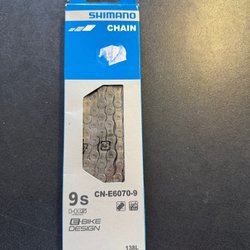 SHIMANO
CHAIN
9s
CN-E6070-9
E-BIKE
DESIGN
138L